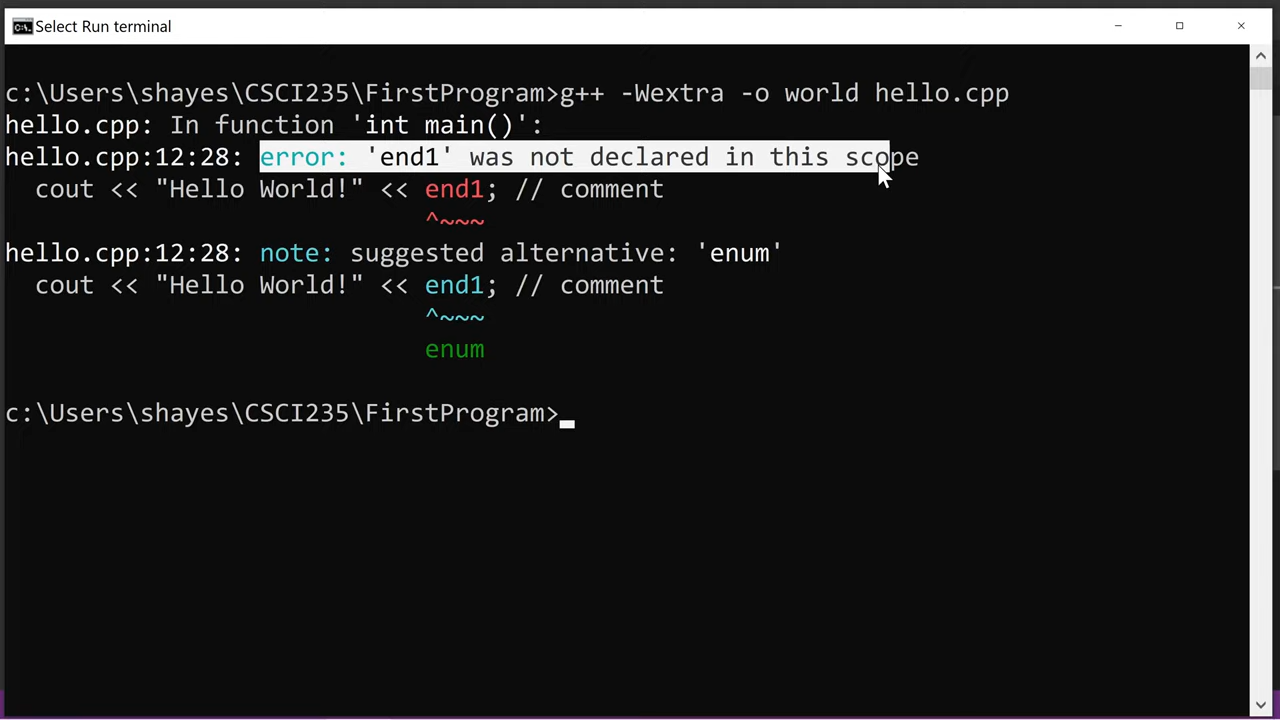 Select Run terminal
c:\Users\shayes\CSCI235\FirstProgram>g++ -Wextra -o world hello.cpp
hello.cpp: In function 'int main()':
hello.cpp:12:28: error: 'end1' was not declared in this scope
cout << "Hello World!" << end1; // comment
^~~~
hello.cpp:12:28: note: suggested alternative: 'enum'
cout << "Hello World!" << end1; // comment
^~~~
enum
c:\Users\shayes\CSCI235\FirstProgram>